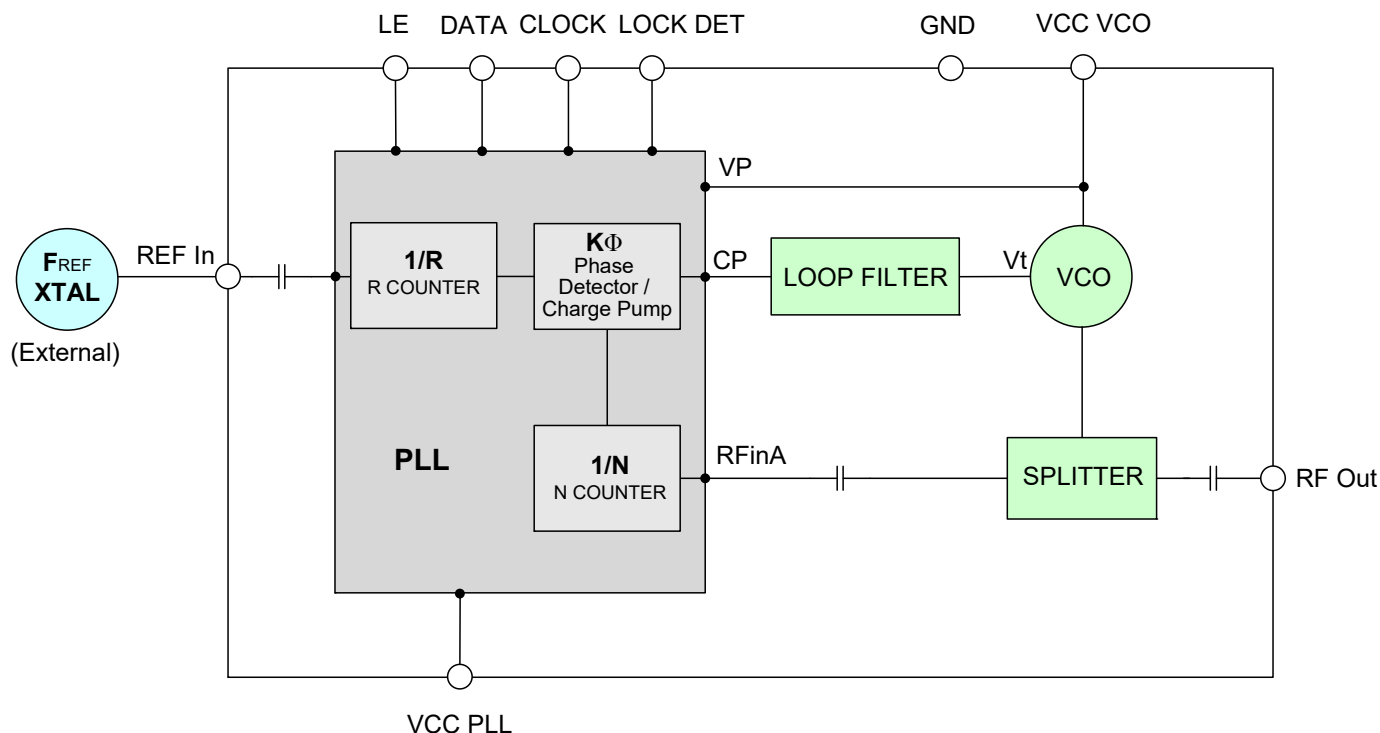 LE
DATA
CLOCK
LOCK DET
GND
VCC VCO
VP
FREF
XTAL
(External)
REF In
1/R
R COUNTER
KΦ
Phase
Detector /
Charge Pump
CP
LOOP FILTER
Vt
VCO
PLL
1/N
N COUNTER
RFinA
SPLITTER
RF Out
VCC PLL